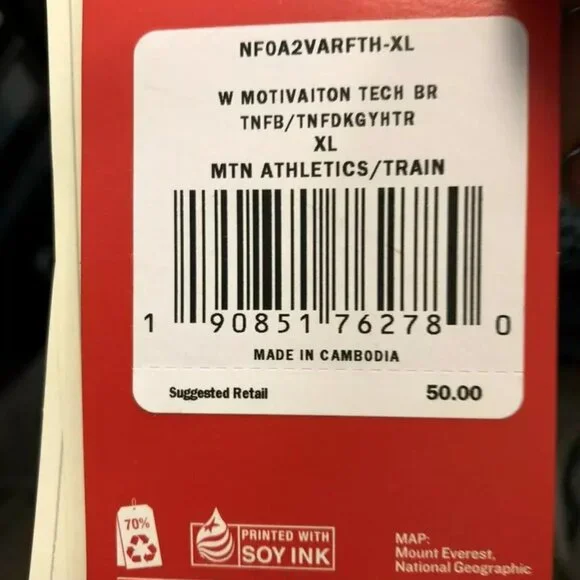 NF0A2VARFTH-XL
W MOTIVAITON TECH BR
TNFB/TNFDKGYHTR
XL
MTN ATHLETICS/TRAIN
1 90851 76278 0
MADE IN CAMBODIA
Suggested Retail 50.00
70%
PRINTED WITH
SOY INK
MAP:
Mount Everest,
National Geographic